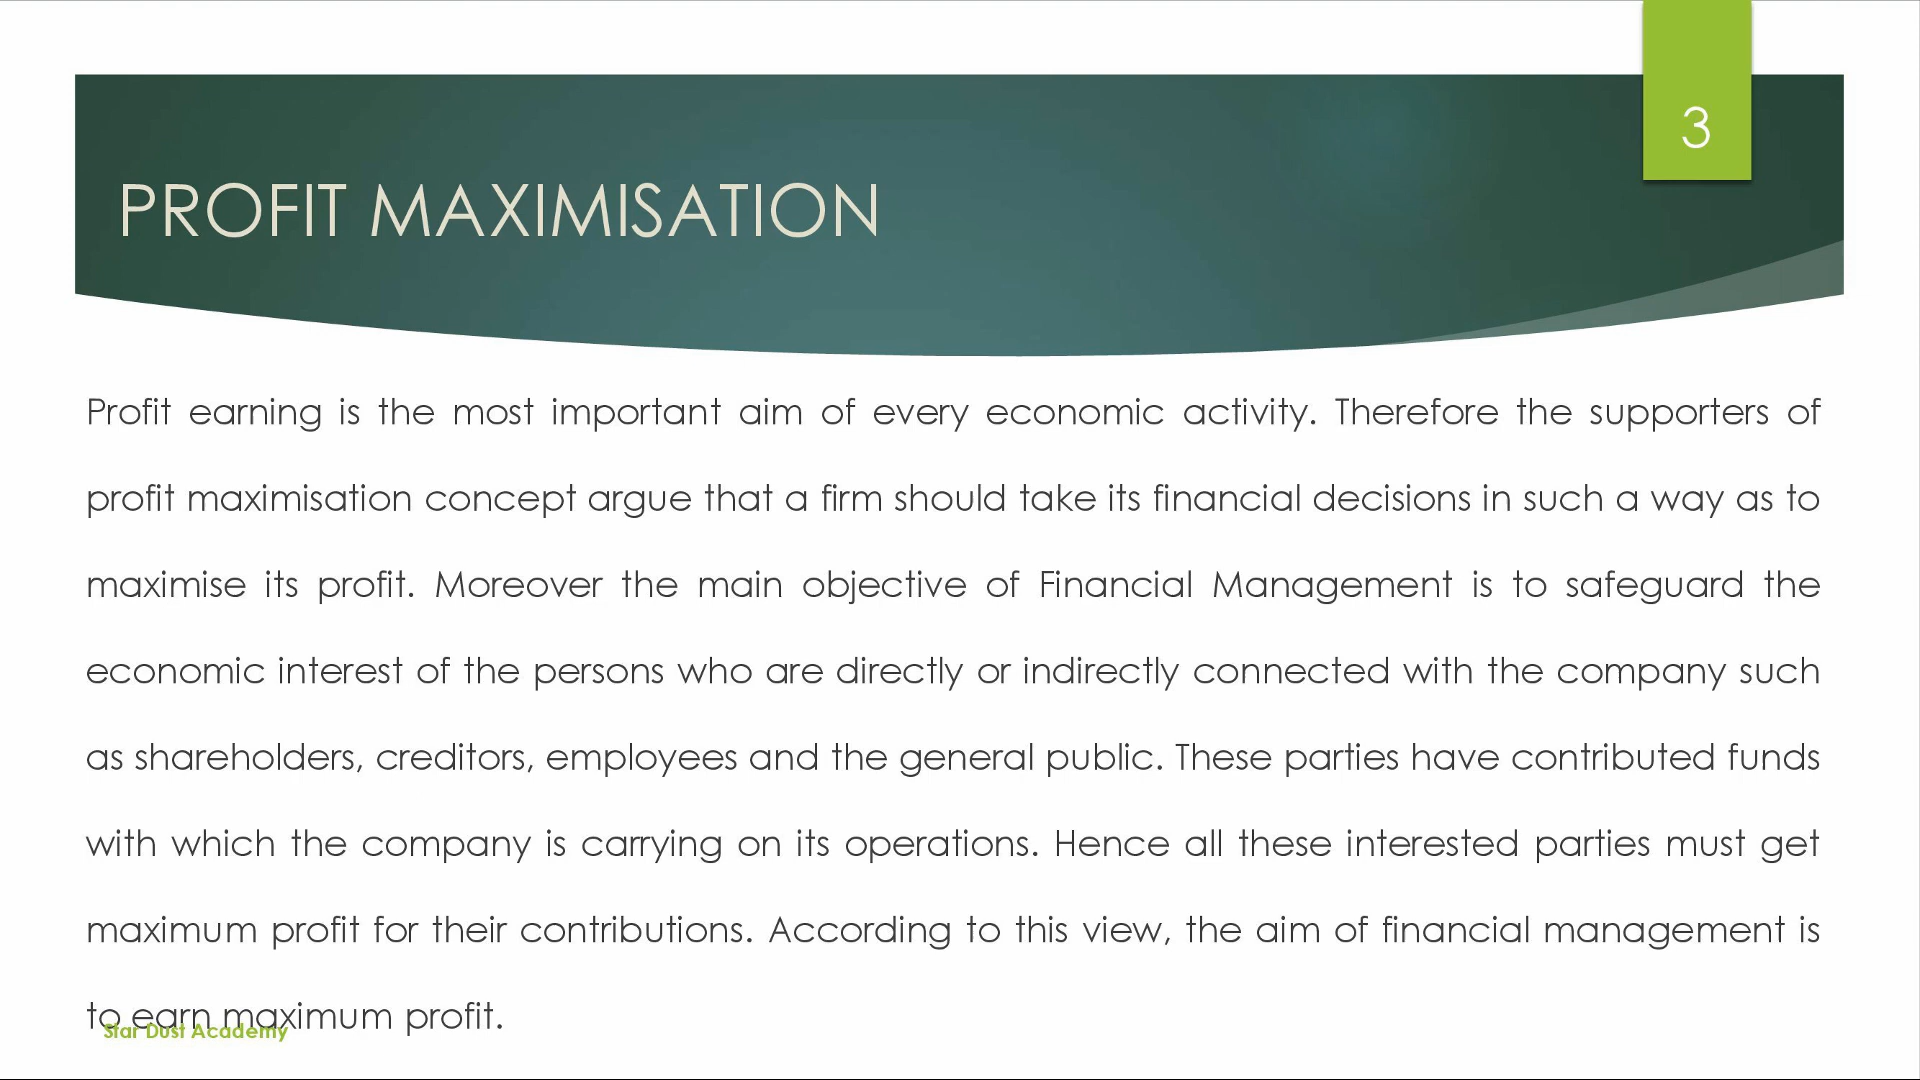 3
PROFIT MAXIMISATION
Profit earning is the most important aim of every economic activity. Therefore the supporters of
profit maximisation concept argue that a firm should take its financial decisions in such a way as to
maximise its profit. Moreover the main objective of Financial Management is to safeguard the
economic interest of the persons who are directly or indirectly connected with the company such
as shareholders, creditors, employees and the general public. These parties have contributed funds
with which the company is carrying on its operations. Hence all these interested parties must get
maximum profit for their contributions. According to this view, the aim of financial management is
to earn maximum profit.
Star Dust Academy